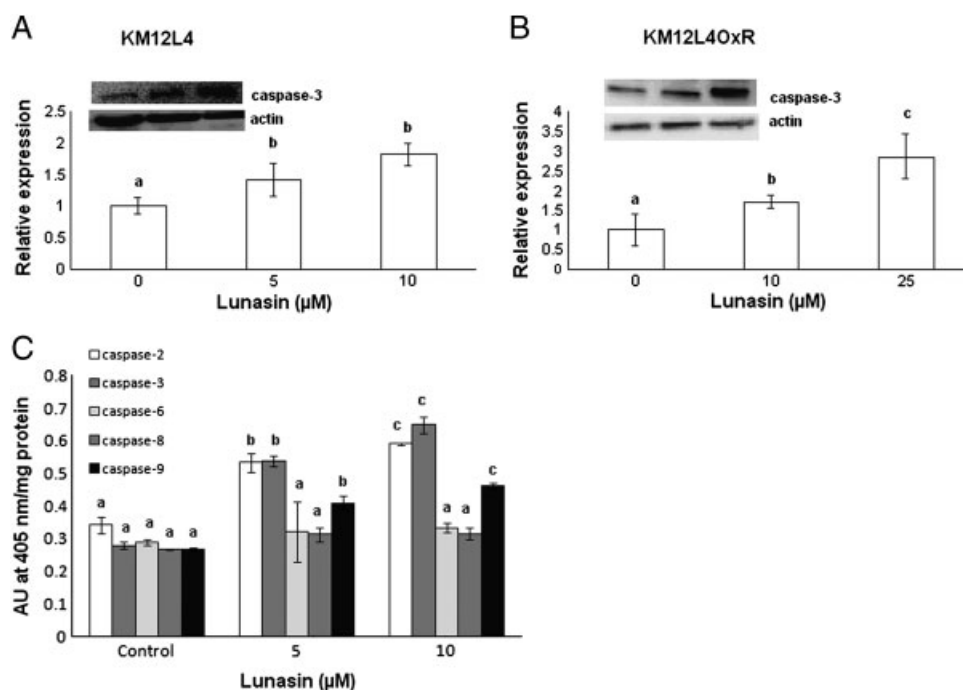 A
KM12L4
caspase-3
actin
Relative expression
2.5
2
1.5
1
0.5
0
a
b
b
0
5
10
Lunasin (µM)
B
KM12L4OxR
caspase-3
actin
Relative expression
4
3.5
3
2.5
2
1.5
1
0.5
0
a
b
c
0
10
25
Lunasin (µM)
C
caspase-2
caspase-3
caspase-6
caspase-8
caspase-9
AU at 405 nm/mg protein
0.8
0.7
0.6
0.5
0.4
0.3
0.2
0.1
0
a
a
a
a
a
b
b
a
a
b
c
c
a
a
c
Control
5
10
Lunasin (µM)